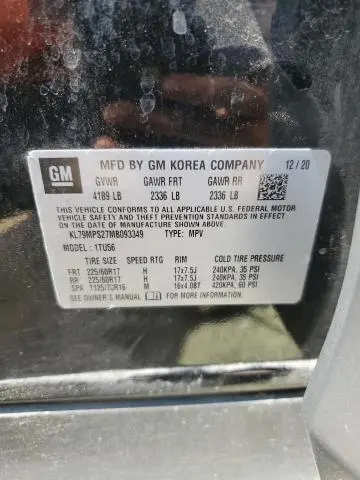 GM MFD BY GM KOREA COMPANY 12/20
GVWR GAWR FRT GAWR RR
4189 LB 2336 LB 2336 LB
THIS VEHICLE CONFORMS TO ALL APPLICABLE U.S. FEDERAL MOTOR
VEHICLE SAFETY AND THEFT PREVENTION STANDARDS IN EFFECT ON
THE DATE OF MANUFACTURE SHOWN ABOVE.
KL79MPS27MB093349 TYPE: MPV
MODEL: 1TU56
TIRE SIZE SPEED RTG RIM COLD TIRE PRESSURE
FRT 225/60R17 H 17x7.5J 240KPA, 35 PSI
RR 225/60R17 H 17x7.5J 240KPA, 35 PSI
SPA T125/70R16 M 16x4.0BT 420KPA, 60 PSI
SEE OWNER'S MANUAL FOR ADDITIONAL INFORMATION.